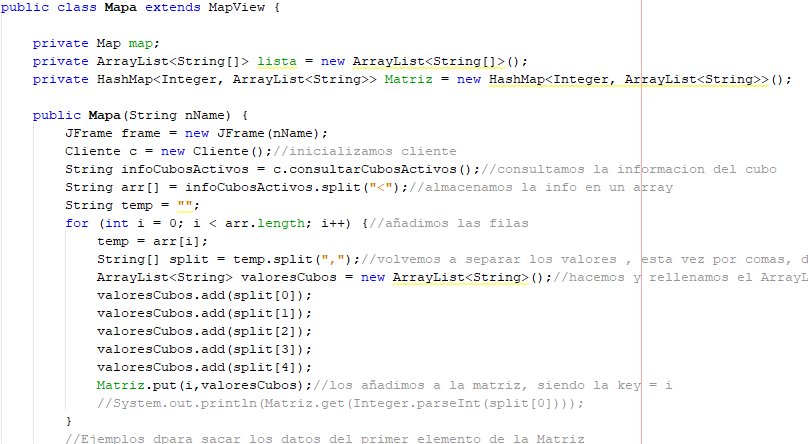 public class Mapa extends MapView {
private Map map;
private ArrayList<String[]> lista = new ArrayList<String[]>();
private HashMap<Integer, ArrayList<String>> Matriz = new HashMap<Integer, ArrayList<String>>();
public Mapa(String nName) {
JFrame frame = new JFrame(nName);
Cliente c = new Cliente();//inicializamos cliente
String infoCubosActivos = c.consultarCubosActivos();//consultamos la informacion del cubo
String arr[] = infoCubosActivos.split("<");//almacenamos la info en un array
String temp = "";
for (int i = 0; i < arr.length; i++) {//añadimos las filas
temp = arr[i];
String[] split = temp.split(",");//volvemos a separar los valores , esta vez por comas, d
ArrayList<String> valoresCubos = new ArrayList<String>();//hacemos y rellenamos el ArrayL
valoresCubos.add(split[0]);
valoresCubos.add(split[1]);
valoresCubos.add(split[2]);
valoresCubos.add(split[3]);
valoresCubos.add(split[4]);
Matriz.put(i,valoresCubos);//los añadimos a la matriz, siendo la key = i
//System.out.println(Matriz.get(Integer.parseInt(split[0])));
}
//Ejemplos dpara sacar los datos del primer elemento de la Matriz